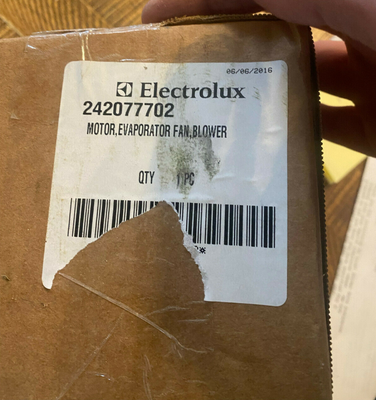 06/06/2016
Electrolux
242077702
MOTOR,EVAPORATOR FAN,BLOWER
QTY 1 PC